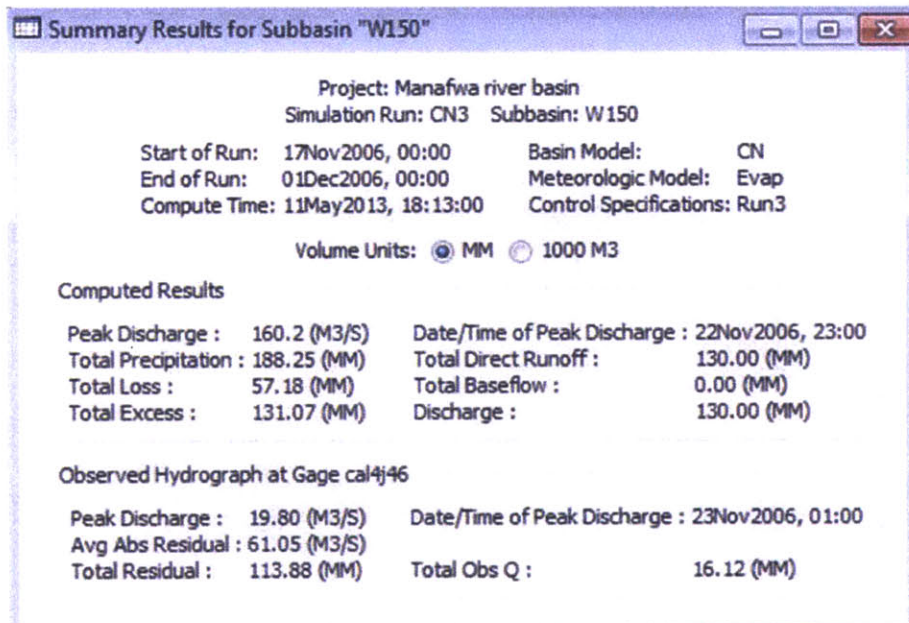 Summary Results for Subbasin "W150"
Project: Manafwa river basin
Simulation Run: CN3 Subbasin: W150
Start of Run: 17Nov2006, 00:00 Basin Model: CN
End of Run: 01Dec2006, 00:00 Meteorologic Model: Evap
Compute Time: 11May2013, 18:13:00 Control Specifications: Run3
Volume Units: MM 1000 M3
Computed Results
Peak Discharge : 160.2 (M3/S) Date/Time of Peak Discharge : 22Nov2006, 23:00
Total Precipitation : 188.25 (MM) Total Direct Runoff : 130.00 (MM)
Total Loss : 57.18 (MM) Total Baseflow : 0.00 (MM)
Total Excess : 131.07 (MM) Discharge : 130.00 (MM)
Observed Hydrograph at Gage cal4j46
Peak Discharge : 19.80 (M3/S) Date/Time of Peak Discharge : 23Nov2006, 01:00
Avg Abs Residual : 61.05 (M3/S)
Total Residual : 113.88 (MM) Total Obs Q : 16.12 (MM)